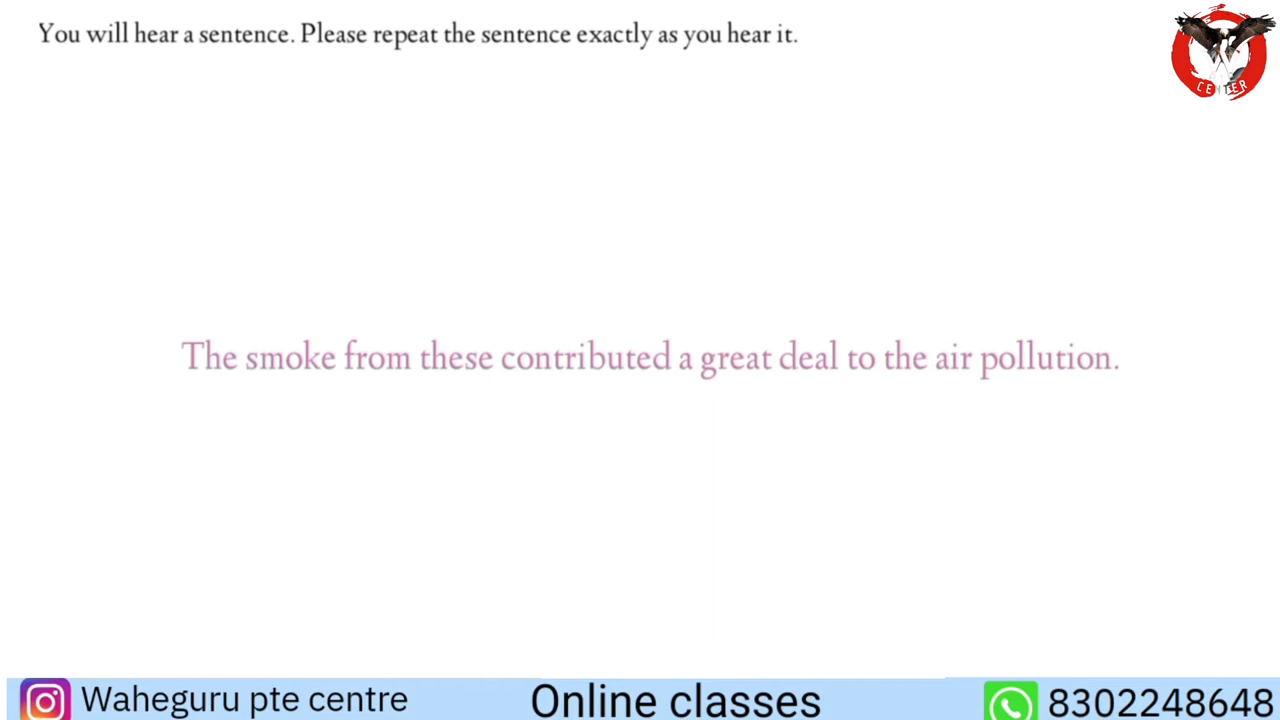 You will hear a sentence. Please repeat the sentence exactly as you hear it.
CENTER
The smoke from these contributed a great deal to the air pollution.
Waheguru pte centre
Online classes
8302248648